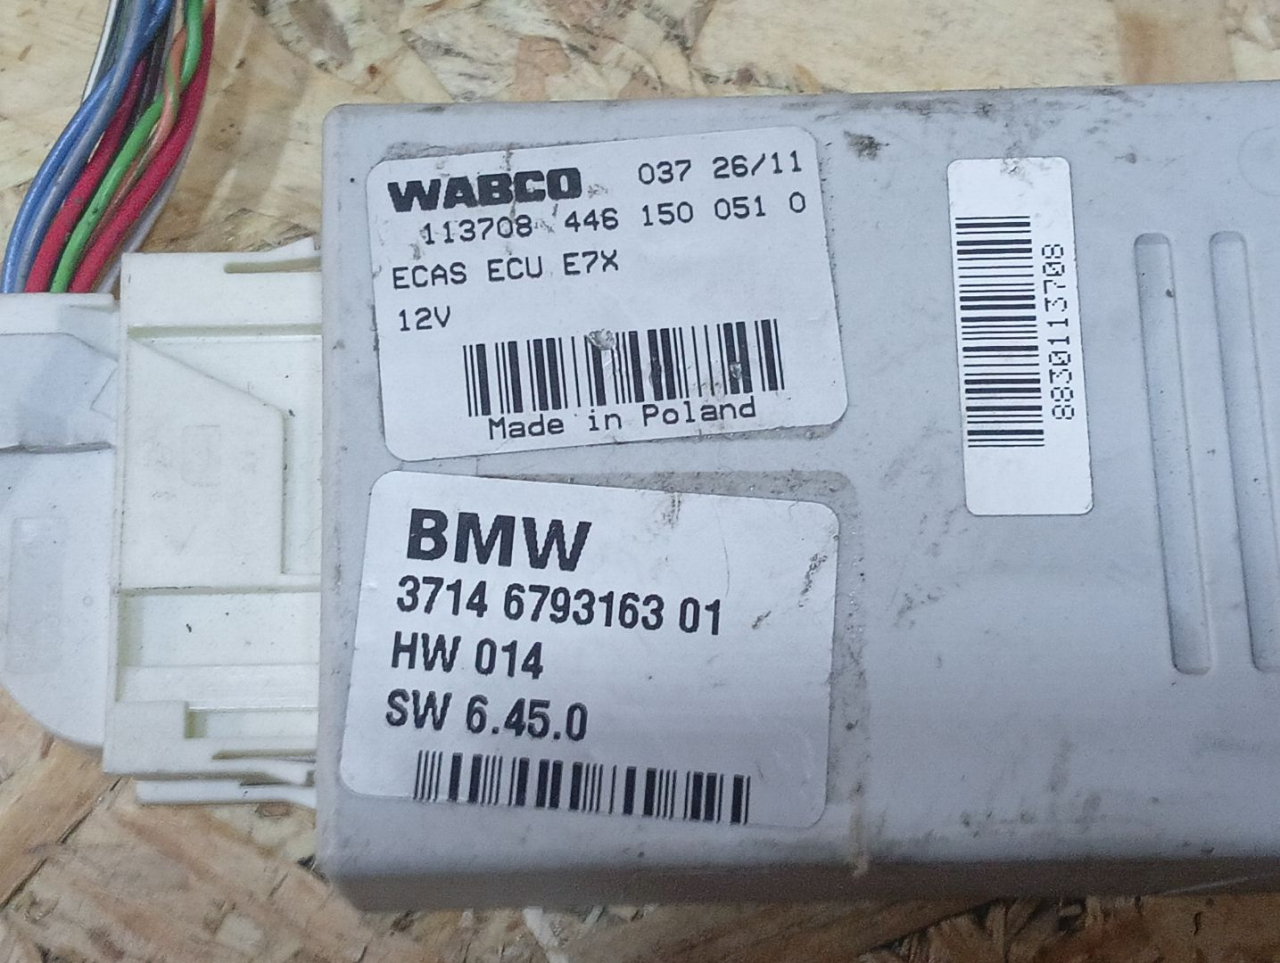 WABCO 037 26/11
113708 446 150 051 0
ECAS ECU E7X
12V
Made in Poland
BMW
3714 6793163 01
HW 014
SW 6.45.0
88301113708